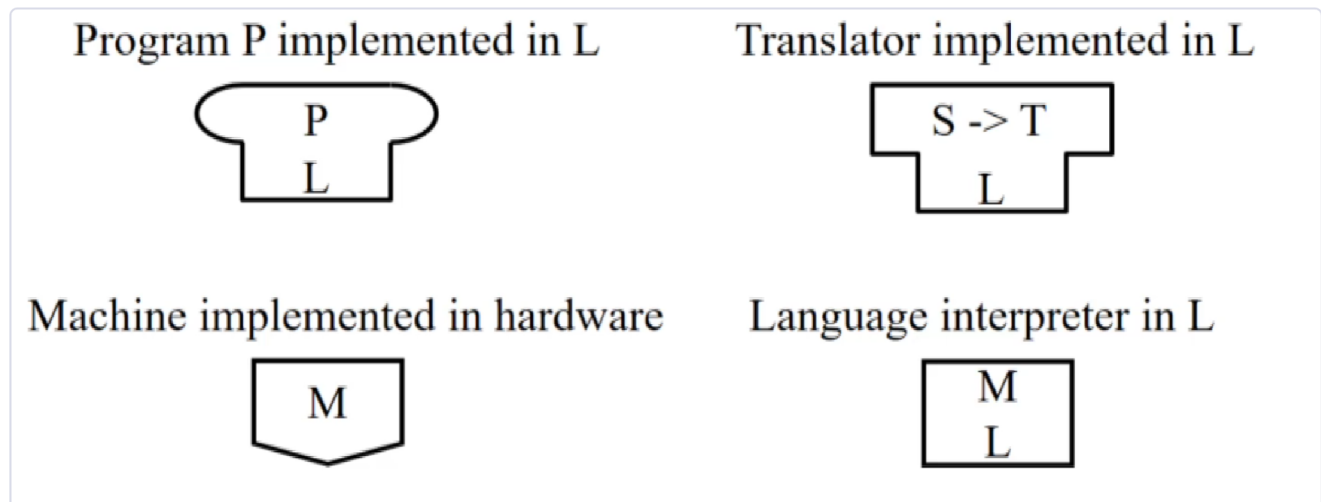 Program P implemented in L
P
L
Translator implemented in L
S -> T
L
Machine implemented in hardware
M
Language interpreter in L
M
L